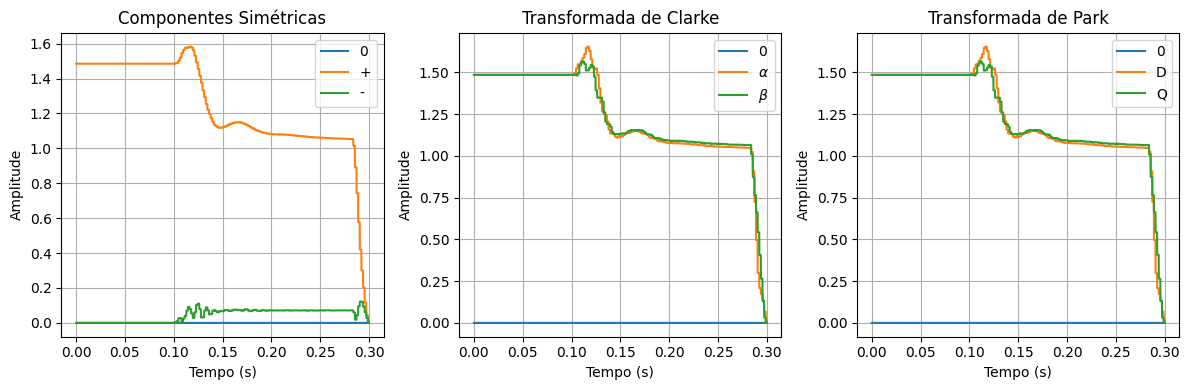 Componentes Simétricas
0
+
-
1.6
1.4
1.2
1.0
0.8
0.6
0.4
0.2
0.0
Amplitude
0.00 0.05 0.10 0.15 0.20 0.25 0.30
Tempo (s)
Transformada de Clarke
0
α
β
1.50
1.25
1.00
0.75
0.50
0.25
0.00
Amplitude
0.00 0.05 0.10 0.15 0.20 0.25 0.30
Tempo (s)
Transformada de Park
0
D
Q
1.50
1.25
1.00
0.75
0.50
0.25
0.00
Amplitude
0.00 0.05 0.10 0.15 0.20 0.25 0.30
Tempo (s)